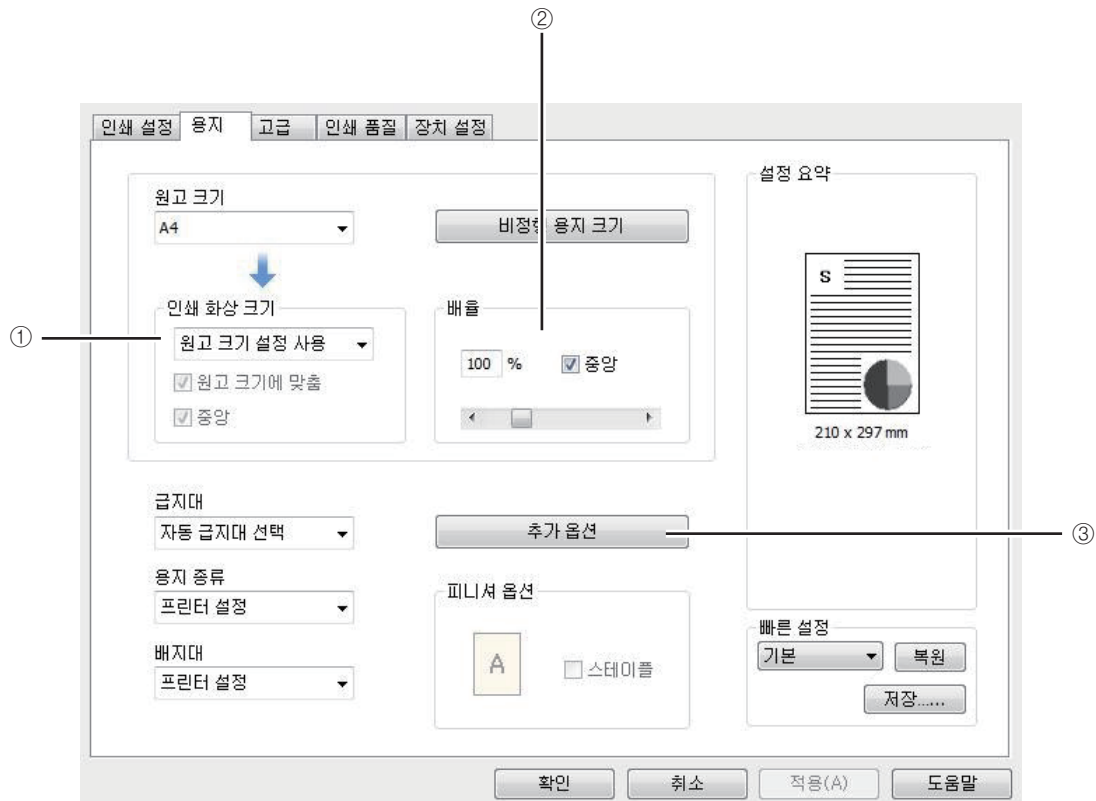 ②
인쇄 설정 용지 고급 인쇄 품질 장치 설정
원고 크기
A4
비정형 용지 크기
인쇄 화상 크기
①
원고 크기 설정 사용
원고 크기에 맞춤
중앙
배율
100 % 중앙
설정 요약
S
210 x 297 mm
급지대
자동 급지대 선택
추가 옵션
③
용지 종류
프린터 설정
배지대
프린터 설정
피니셔 옵션
A
스테이플
빠른 설정
기본 복원
저장......
확인 취소 적용(A) 도움말